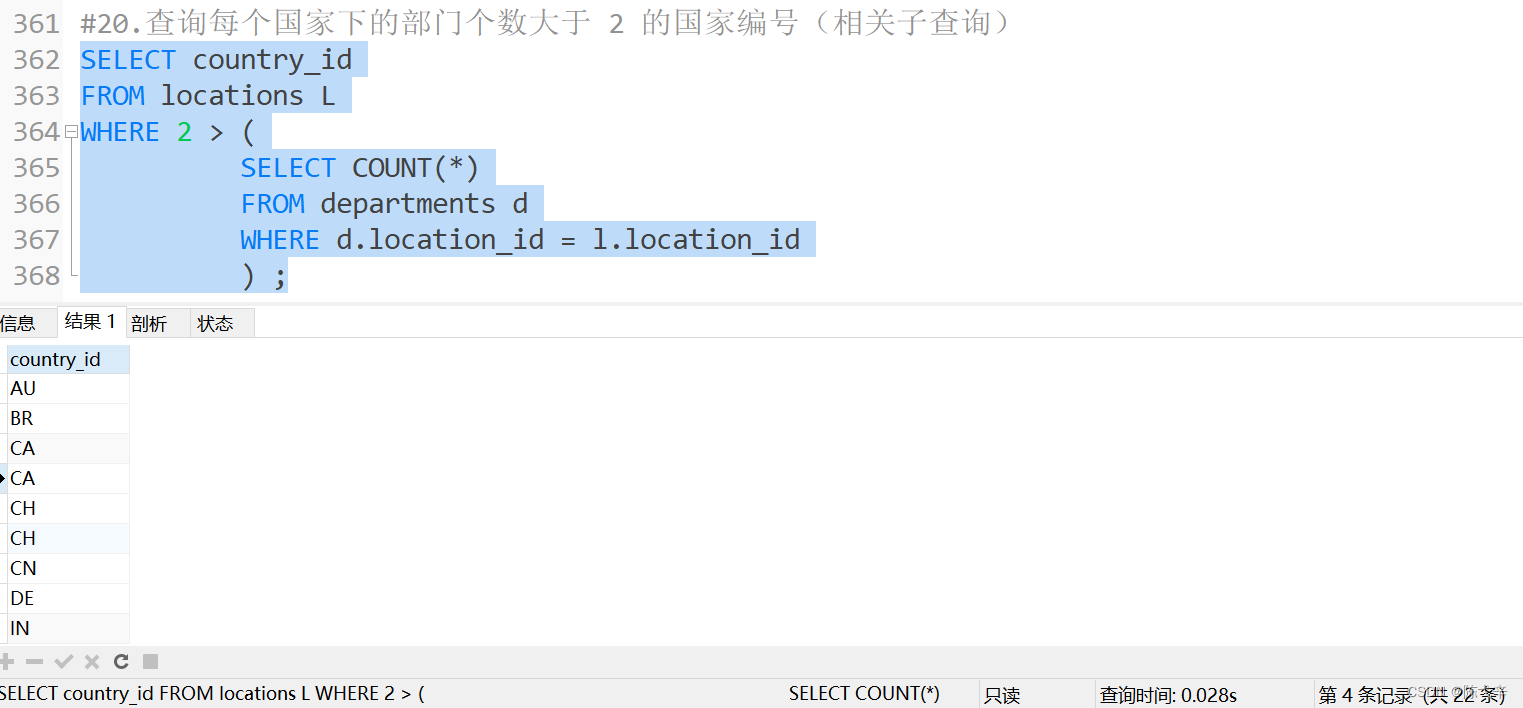 361 #20.查询每个国家下的部门个数大于 2 的国家编号（相关子查询）
362 SELECT country_id
363 FROM locations L
364 WHERE 2 > (
365 SELECT COUNT(*)
366 FROM departments d
367 WHERE d.location_id = l.location_id
368 ) ;
信息 结果 1 剖析 状态
country_id
AU
BR
CA
CA
CH
CH
CN
DE
IN
SELECT country_id FROM locations L WHERE 2 > ( SELECT COUNT(*) 只读 查询时间: 0.028s 第 4 条记录 (共 22 条)